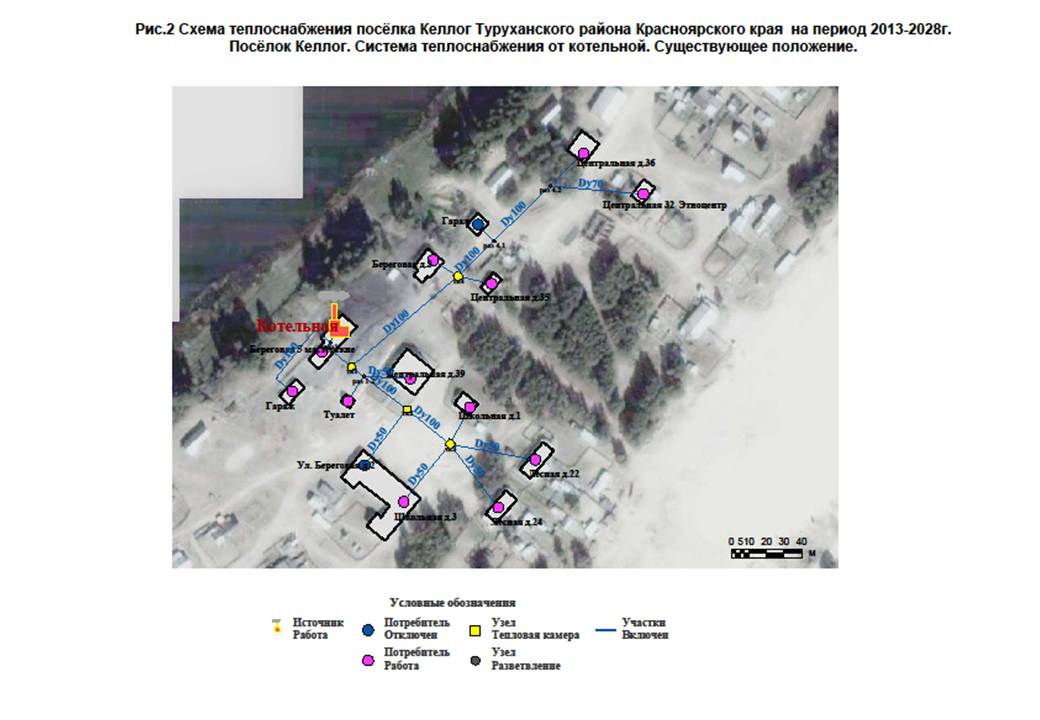 Рис.2 Схема теплоснабжения посёлка Келлог Туруханского района Красноярского края на период 2013-2028г.
Посёлок Келлог. Система теплоснабжения от котельной. Существующее положение.
Центральная д.36
Dy70
Центральная 32 Этноцентр
Dy100
Гараж
раз 4.1
Dy100
Береговая
Центральная д.35
Dy100
Котельная
Береговая 5
Центральная д.39
Dy100
Гараж
Туалет
Dy100
Школьная д.1
Dy50
Ул. Береговая
Dy50
Dy50
Лесная д.22
Школьная д.3
Лесная д.24
0 510 20 30 40
м
Условные обозначения
Источник
Работа
Потребитель
Отключен
Узел
Тепловая камера
Участки
Включен
Потребитель
Работа
Узел
Разветвление